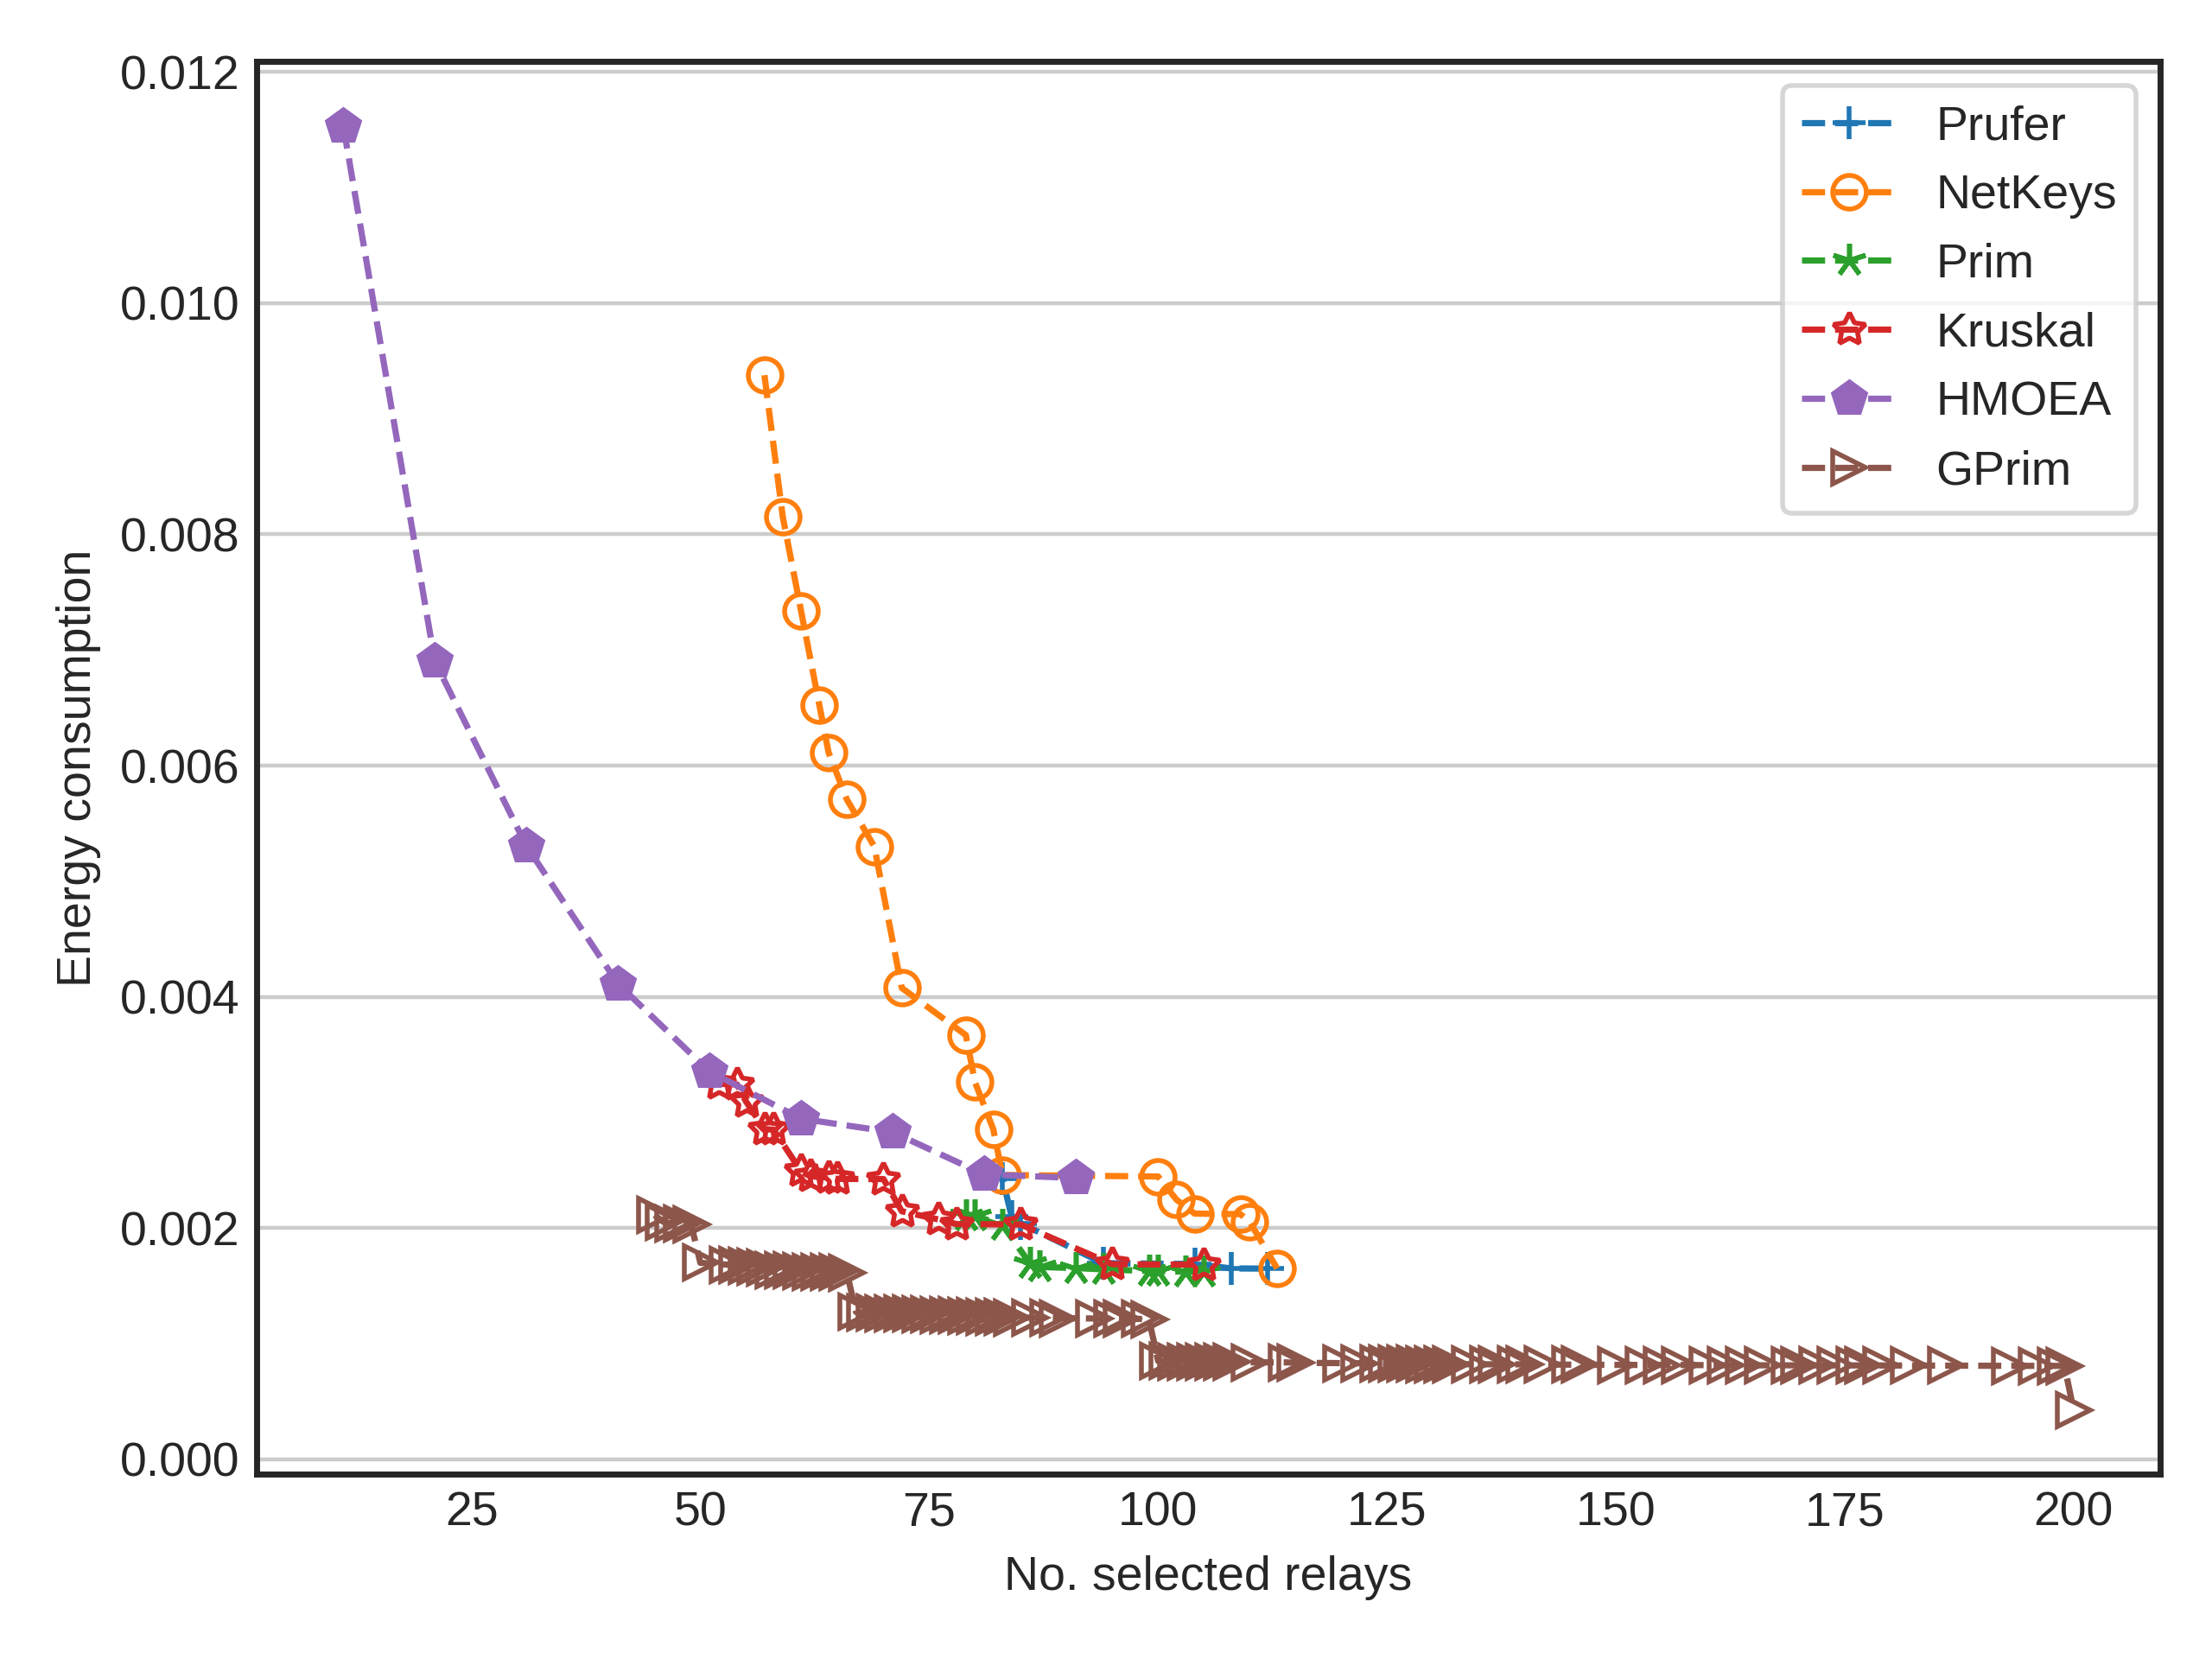 0.012
0.010
0.008
0.006
0.004
0.002
0.000
Energy consumption
25 50 75 100 125 150 175 200
No. selected relays
Prufer
NetKeys
Prim
Kruskal
HMOEA
GPrim